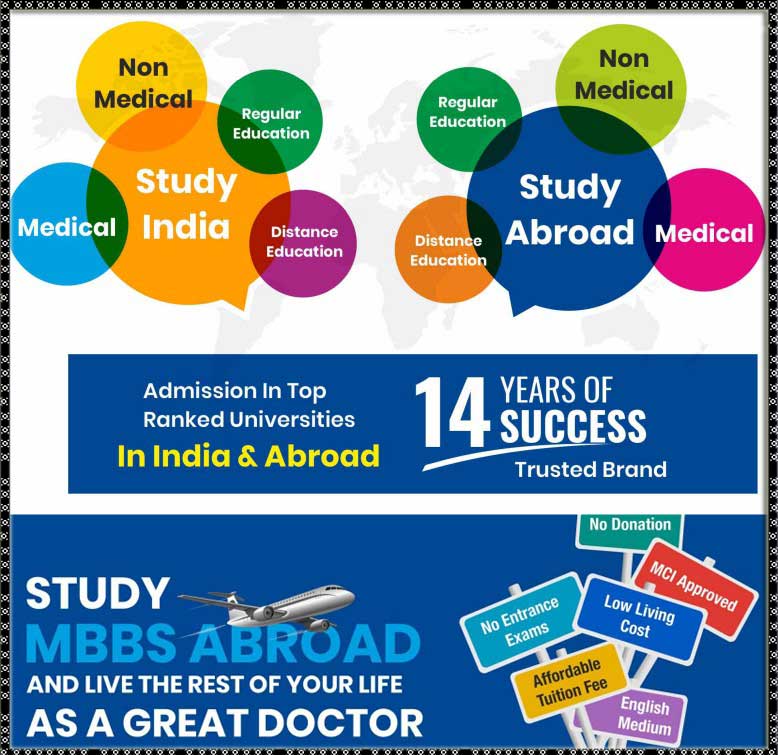 Non
Medical
Regular
Education
Study
India
Medical
Distance
Education
Non
Medical
Regular
Education
Study
Abroad
Medical
Distance
Education
Admission In Top
Ranked Universities
In India & Abroad
14 YEARS OF
SUCCESS
Trusted Brand
STUDY
MBBS ABROAD
AND LIVE THE REST OF YOUR LIFE
AS A GREAT DOCTOR
No Donation
MCI Approved
No Entrance
Exams
Low Living
Cost
Affordable
Tuition Fee
English
Medium